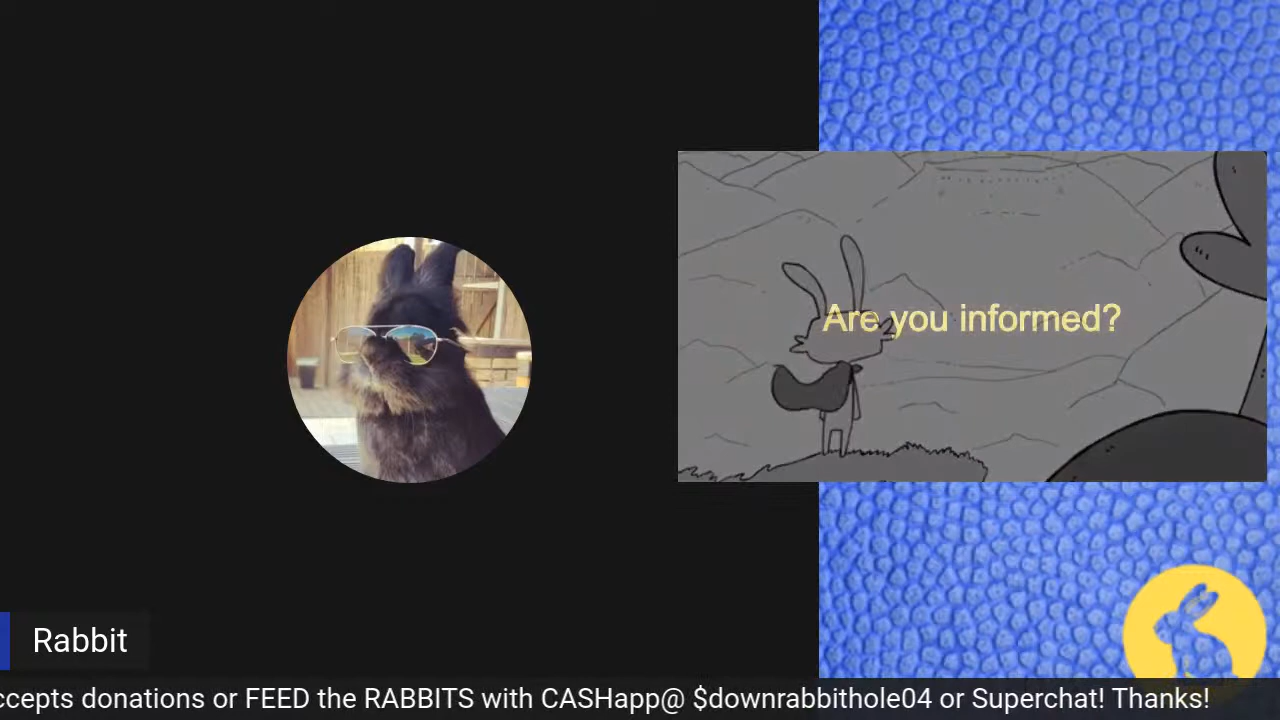 Are you informed?
Rabbit
ccepts donations or FEED the RABBITS with CASHapp@ $downrabbithole04 or Superchat! Thanks!